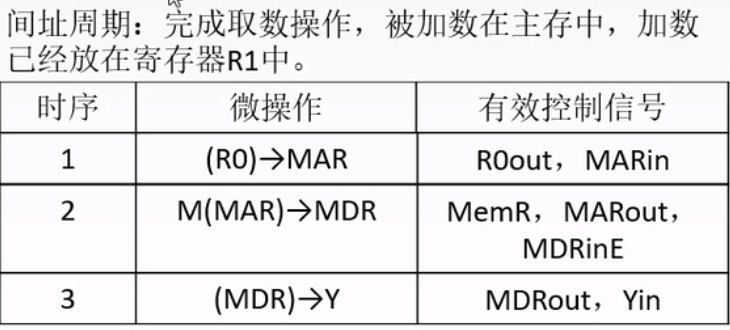 间址周期：完成取数操作，被加数在主存中，加数
已经放在寄存器R1中。
时序 微操作 有效控制信号
1 (R0)→MAR R0out，MARin
2 M(MAR)→MDR MemR，MARout，
MDRinE
3 (MDR)→Y MDRout，Yin